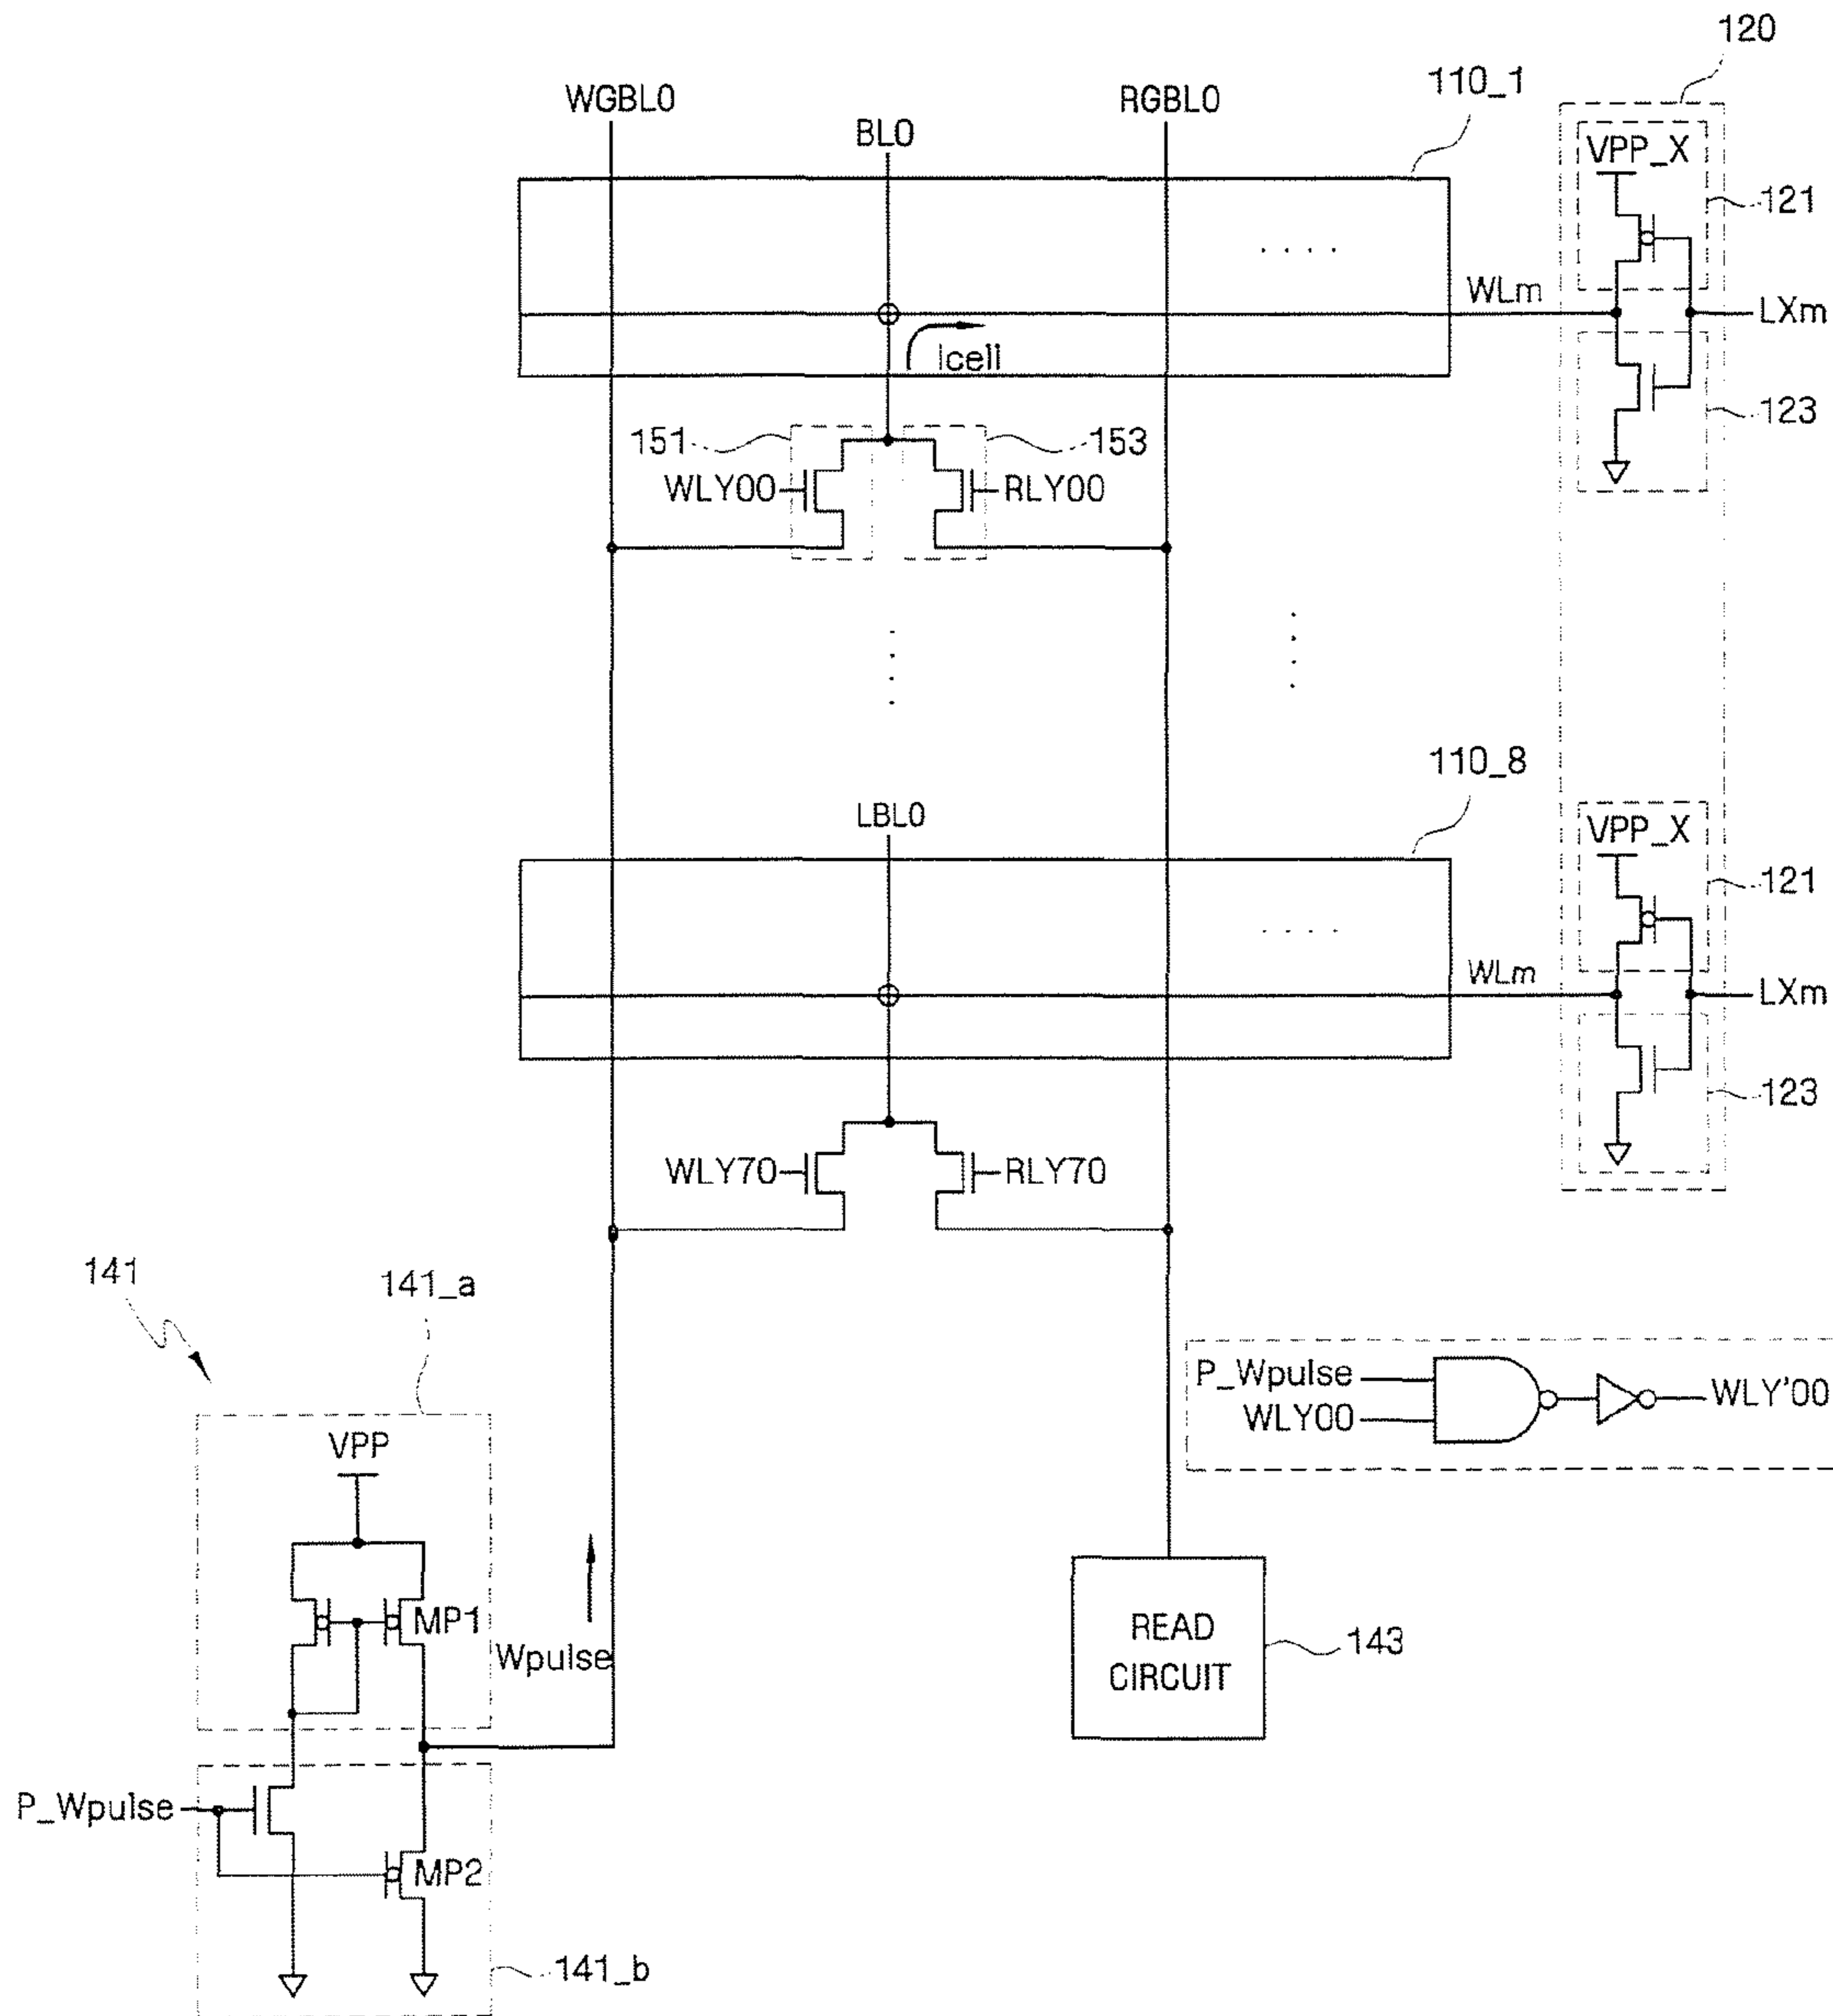 120
WGBL0
BL0
RGBL0
110_1
VPP_X
121
WLm
LXm
Icell
123
151
153
WLY00
RLY00
110_8
LBL0
VPP_X
121
WLm
LXm
123
WLY70
RLY70
141
141_a
P_Wpulse
WLY00
WLY'00
VPP
MP1
Wpulse
READ
CIRCUIT
143
P_Wpulse
MP2
141_b